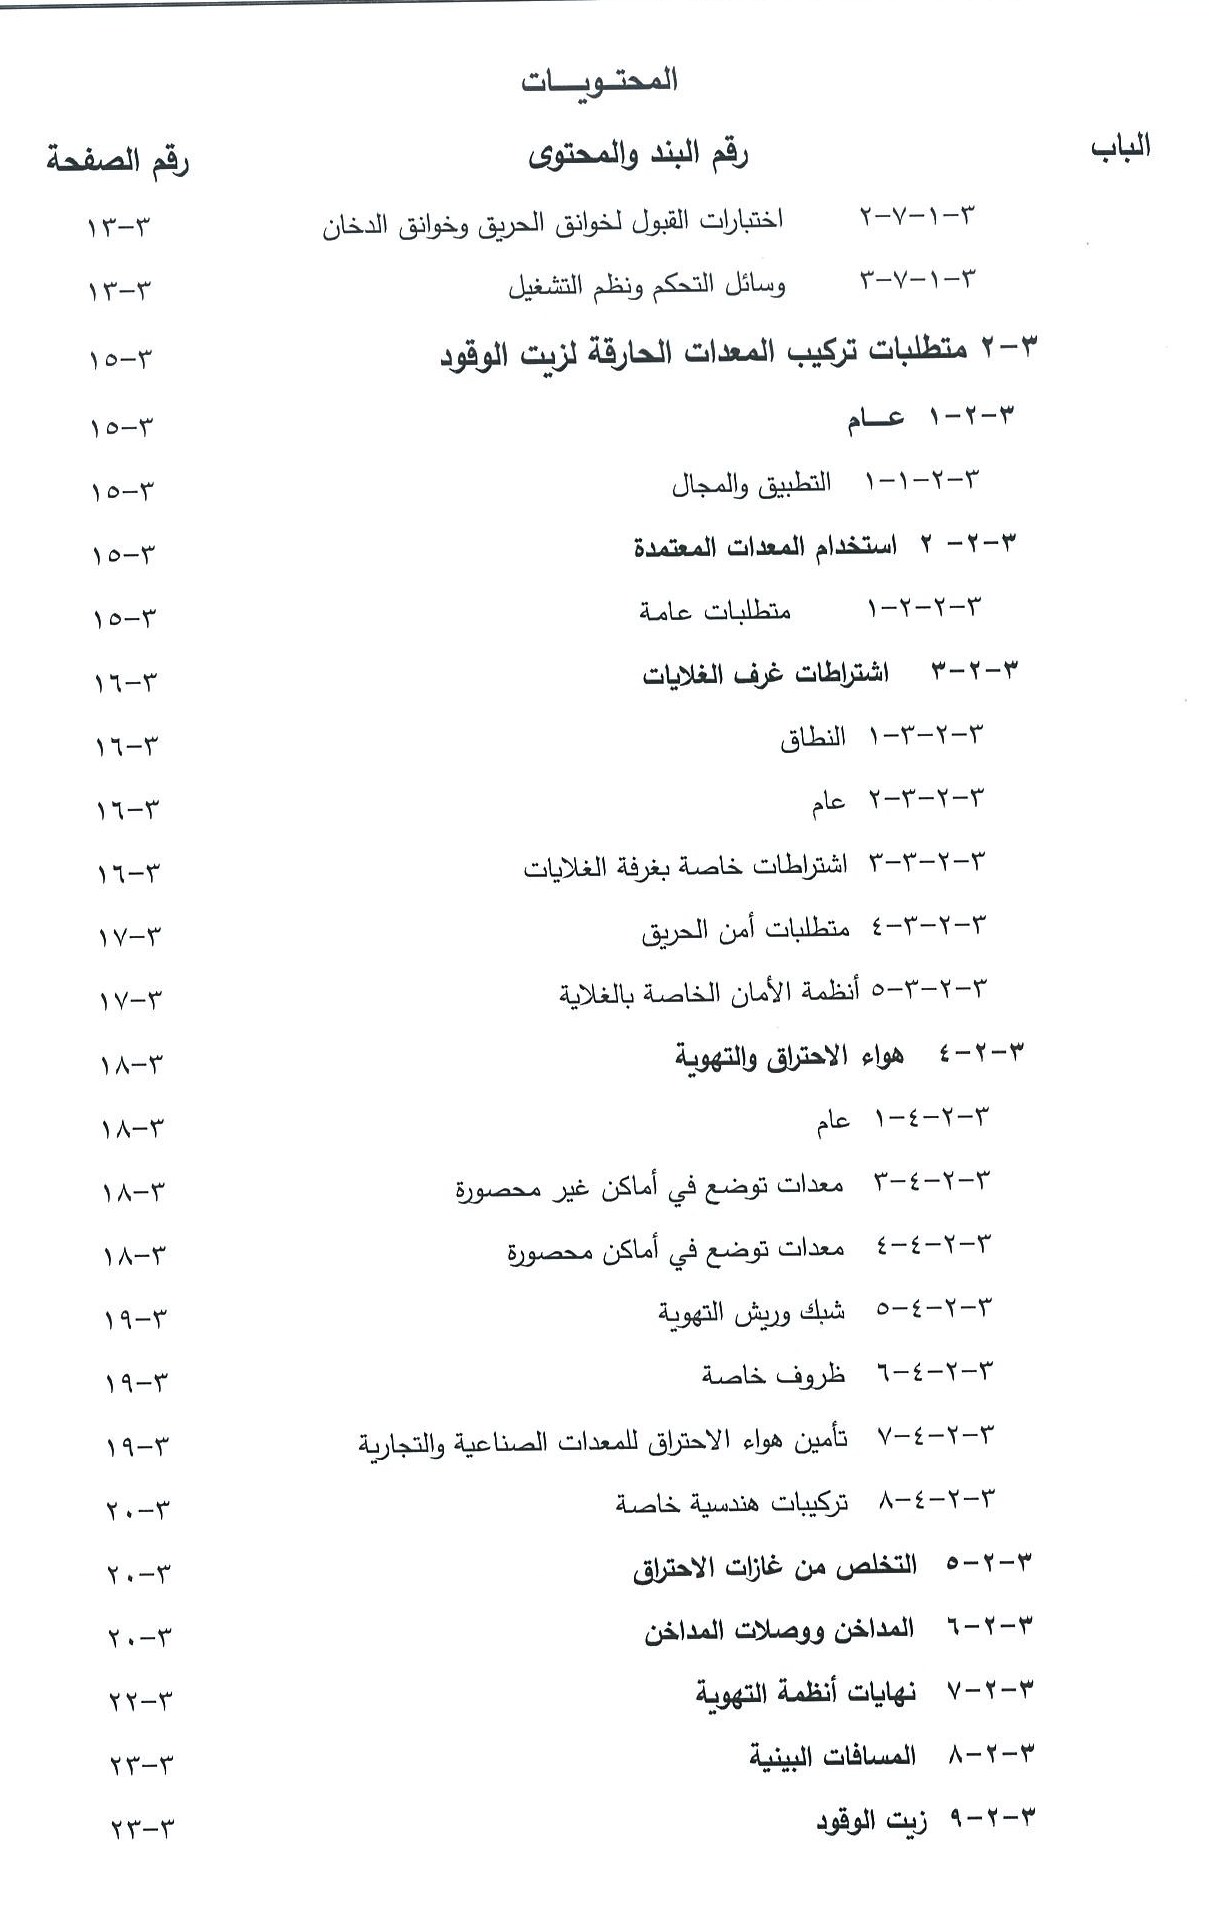 المحتويات
الباب رقم البند والمحتوى رقم الصفحة
٣-١-٧-٢ اختبارات القبول لخوانق الحريق وخوانق الدخان ٣-١٣
٣-١-٧-٣ وسائل التحكم ونظم التشغيل ٣-١٣
٣-٢ متطلبات تركيب المعدات الحارقة لزيت الوقود ٣-١٥
٣-٢-١ عـــام ٣-١٥
٣-٢-١-١ التطبيق والمجال ٣-١٥
٣-٢- ٢ استخدام المعدات المعتمدة ٣-١٥
٣-٢-٢-١ متطلبات عامة ٣-١٥
٣-٢-٣ اشتراطات غرف الغلايات ٣-١٦
٣-٢-٣-١ النطاق ٣-١٦
٣-٢-٣-٢ عام ٣-١٦
٣-٢-٣-٣ اشتراطات خاصة بغرفة الغلايات ٣-١٦
٣-٢-٣-٤ متطلبات أمن الحريق ٣-١٧
٣-٢-٣-٥ أنظمة الأمان الخاصة بالغلاية ٣-١٧
٣-٢-٤ هواء الاحتراق والتهوية ٣-١٨
٣-٢-٤-١ عام ٣-١٨
٣-٢-٤-٣ معدات توضع في أماكن غير محصورة ٣-١٨
٣-٢-٤-٤ معدات توضع في أماكن محصورة ٣-١٨
٣-٢-٤-٥ شبك وريش التهوية ٣-١٩
٣-٢-٤-٦ ظروف خاصة ٣-١٩
٣-٢-٤-٧ تأمين هواء الاحتراق للمعدات الصناعية والتجارية ٣-١٩
٣-٢-٤-٨ تركيبات هندسية خاصة ٣-٢٠
٣-٢-٥ التخلص من غازات الاحتراق ٣-٢٠
٣-٢-٦ المداخن ووصلات المداخن ٣-٢٠
٣-٢-٧ نهايات أنظمة التهوية ٣-٢٢
٣-٢-٨ المسافات البينية ٣-٢٣
٣-٢-٩ زيت الوقود ٣-٢٣